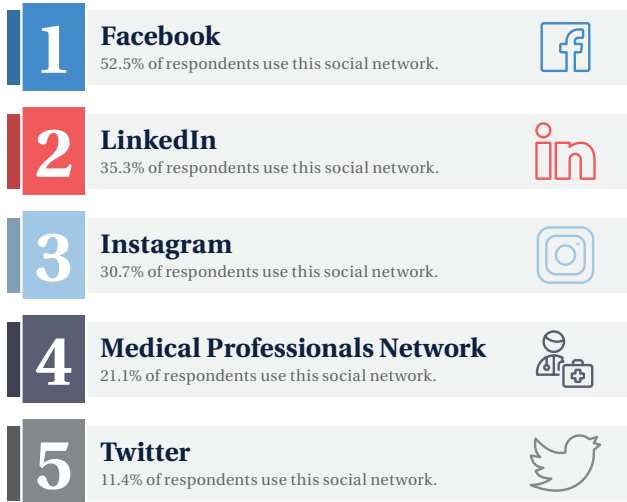 1
Facebook
52.5% of respondents use this social network.
2
LinkedIn
35.3% of respondents use this social network.
in
3
Instagram
30.7% of respondents use this social network.
4
Medical Professionals Network
21.1% of respondents use this social network.
5
Twitter
11.4% of respondents use this social network.